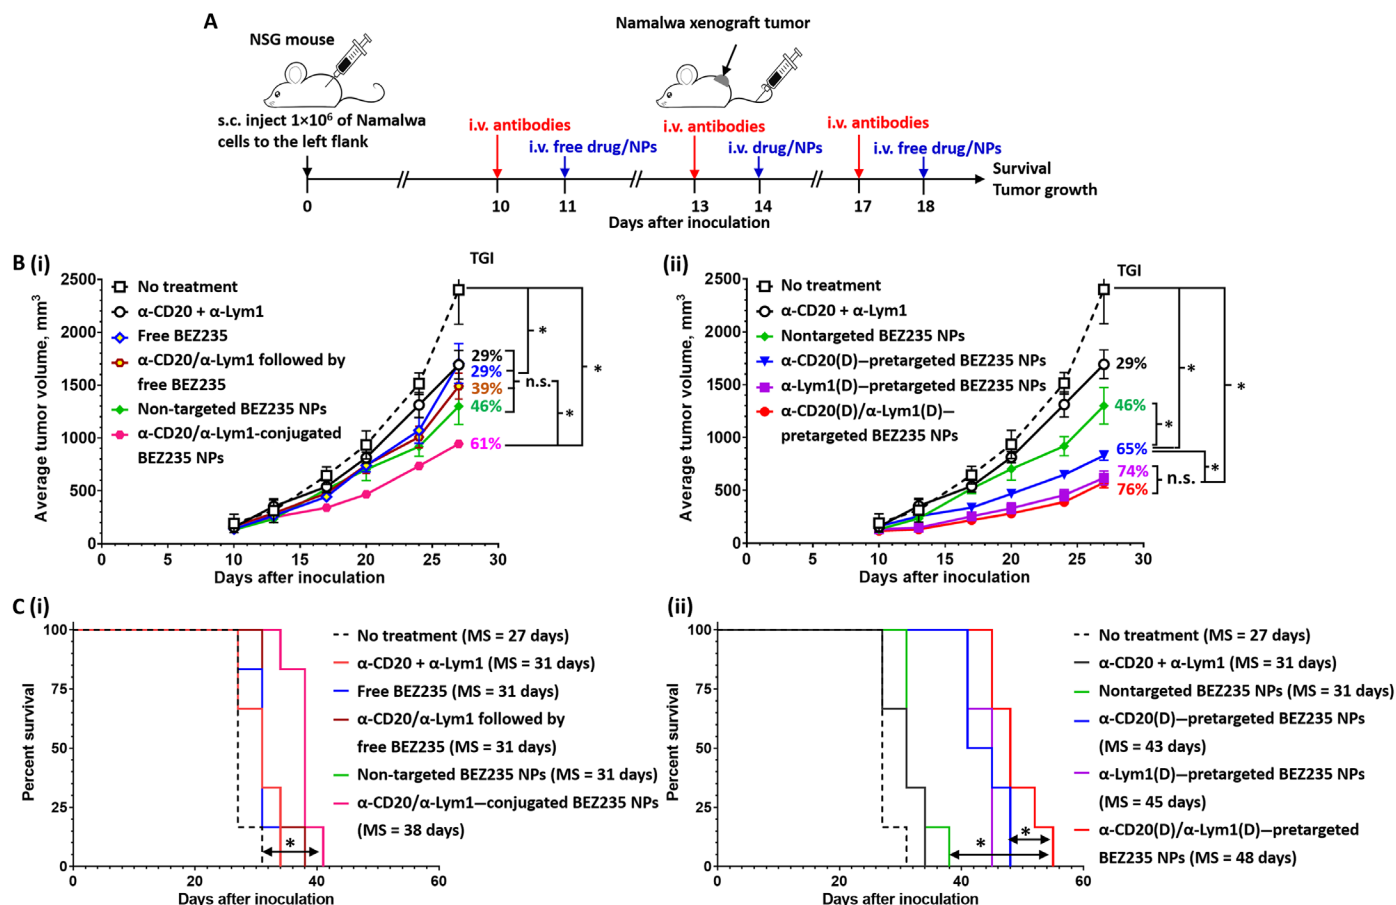 A
NSG mouse
Namalwa xenograft tumor
s.c. inject 1×10⁶ of Namalwa
cells to the left flank
i.v. antibodies
i.v. free drug/NPs
i.v. antibodies
i.v. drug/NPs
i.v. antibodies
i.v. free drug/NPs
Survival
Tumor growth
0
10
11
13
14
17
18
Days after inoculation
B (i)
TGI
Average tumor volume, mm³
2500
2000
1500
1000
500
0
No treatment
α-CD20 + α-Lym1
Free BEZ235
α-CD20/α-Lym1 followed by
free BEZ235
Non-targeted BEZ235 NPs
α-CD20/α-Lym1-conjugated
BEZ235 NPs
29%
29%
39%
46%
61%
*
n.s.
*
*
0 5 10 15 20 25 30
Days after inoculation
(ii)
TGI
Average tumor volume, mm³
2500
2000
1500
1000
500
0
No treatment
α-CD20 + α-Lym1
Nontargeted BEZ235 NPs
α-CD20(D)−pretargeted BEZ235 NPs
α-Lym1(D)−pretargeted BEZ235 NPs
α-CD20(D)/α-Lym1(D)−
pretargeted BEZ235 NPs
29%
46%
65%
74%
76%
*
*
*
*
n.s.
0 5 10 15 20 25 30
Days after inoculation
C (i)
Percent survival
100
75
50
25
0
No treatment (MS = 27 days)
α-CD20 + α-Lym1 (MS = 31 days)
Free BEZ235 (MS = 31 days)
α-CD20/α-Lym1 followed by
free BEZ235 (MS = 31 days)
Non-targeted BEZ235 NPs (MS = 31 days)
α-CD20/α-Lym1−conjugated BEZ235 NPs
(MS = 38 days)
*
0 20 40 60
Days after inoculation
(ii)
Percent survival
100
75
50
25
0
No treatment (MS = 27 days)
α-CD20 + α-Lym1 (MS = 31 days)
Nontargeted BEZ235 NPs (MS = 31 days)
α-CD20(D)−pretargeted BEZ235 NPs
(MS = 43 days)
α-Lym1(D)−pretargeted BEZ235 NPs
(MS = 45 days)
α-CD20(D)/α-Lym1(D)−pretargeted
BEZ235 NPs (MS = 48 days)
*
*
0 20 40 60
Days after inoculation